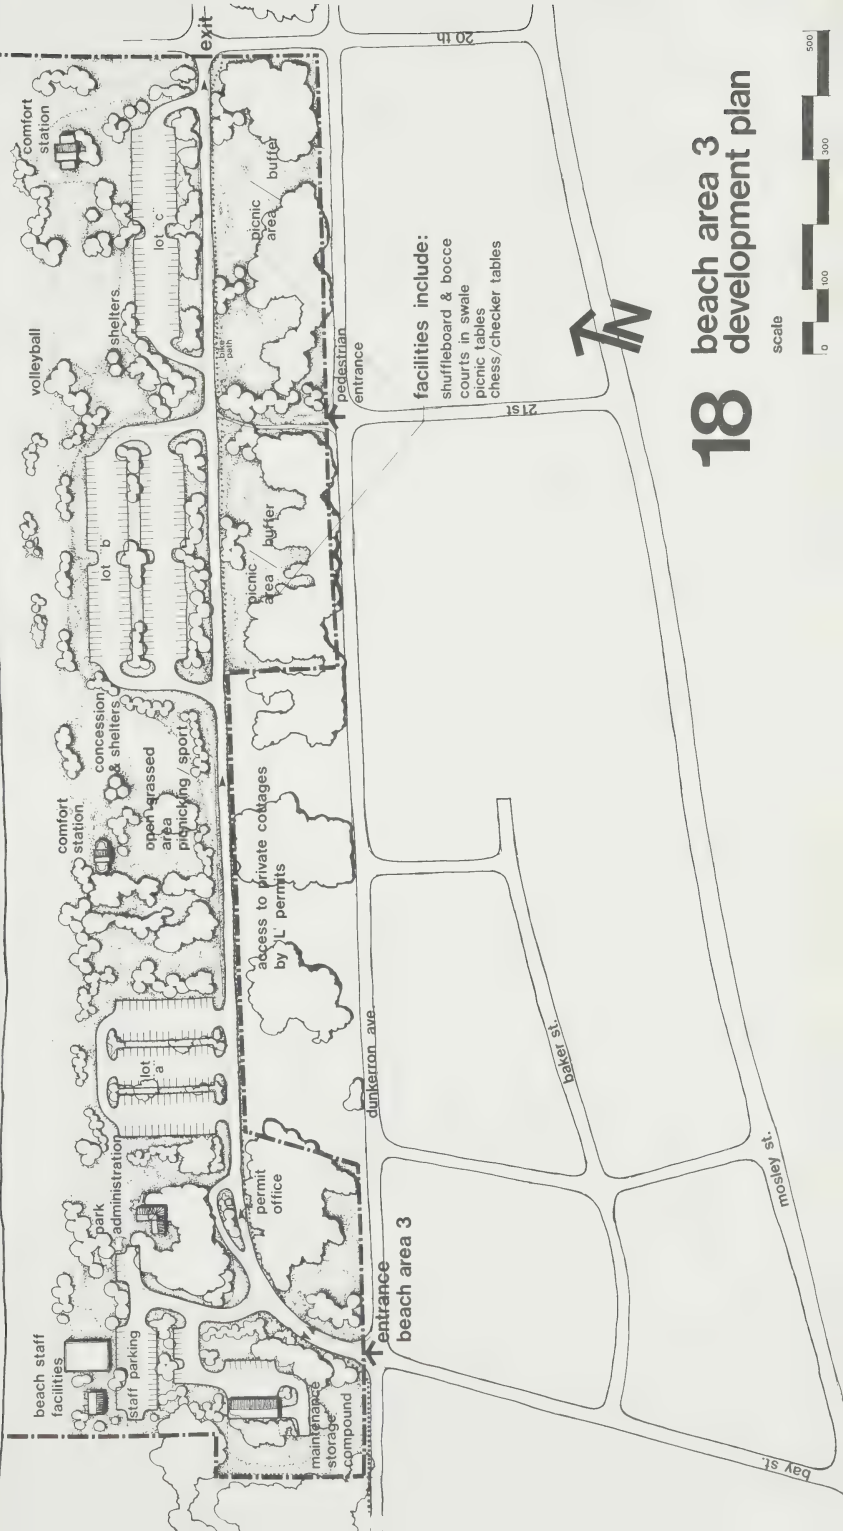 18
beach area 3
development plan
scale
0
100
300
500
N
exit
20 th
comfort
station
lot "c"
buffer
picnic
area
shelters
volleyball
bike
path
pedestrian
entrance
facilities include:
shuffleboard & bocce
courts in swale
picnic tables
chess/checker tables
21st
lot "b"
buffer
picnic
area
concession
& shelters
comfort
station
open grassed
area
picnicking/sport
access to private cottages
by 'L' permits
dunkerron ave.
baker st.
mosley st.
lot
"a"
park
administration
permit
office
entrance
beach area 3
beach staff
facilities
staff parking
maintenance
storage
compound
bay st.